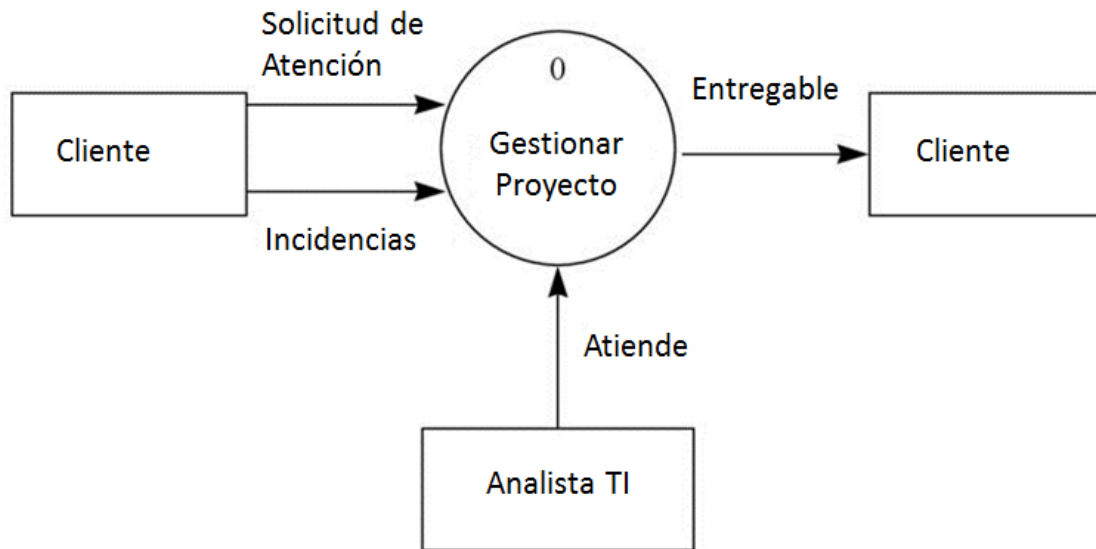 Solicitud de
Atención
0
Entregable
Cliente
Gestionar
Proyecto
Cliente
Incidencias
Atiende
Analista TI